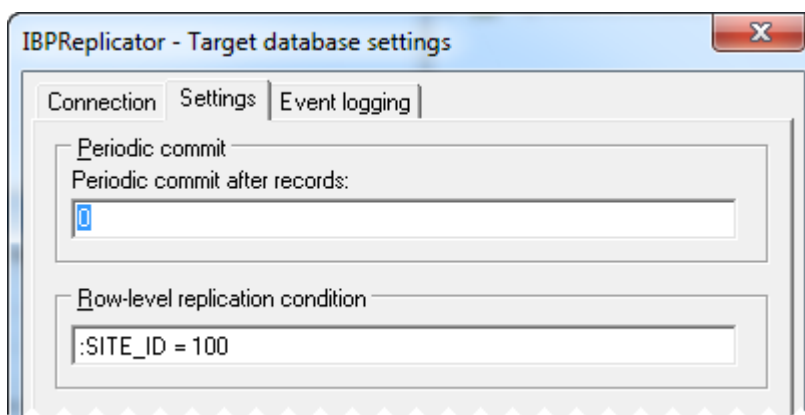 IBPReplicator - Target database settings
Connection Settings Event logging
Periodic commit
Periodic commit after records:
0
Row-level replication condition
:SITE_ID = 100